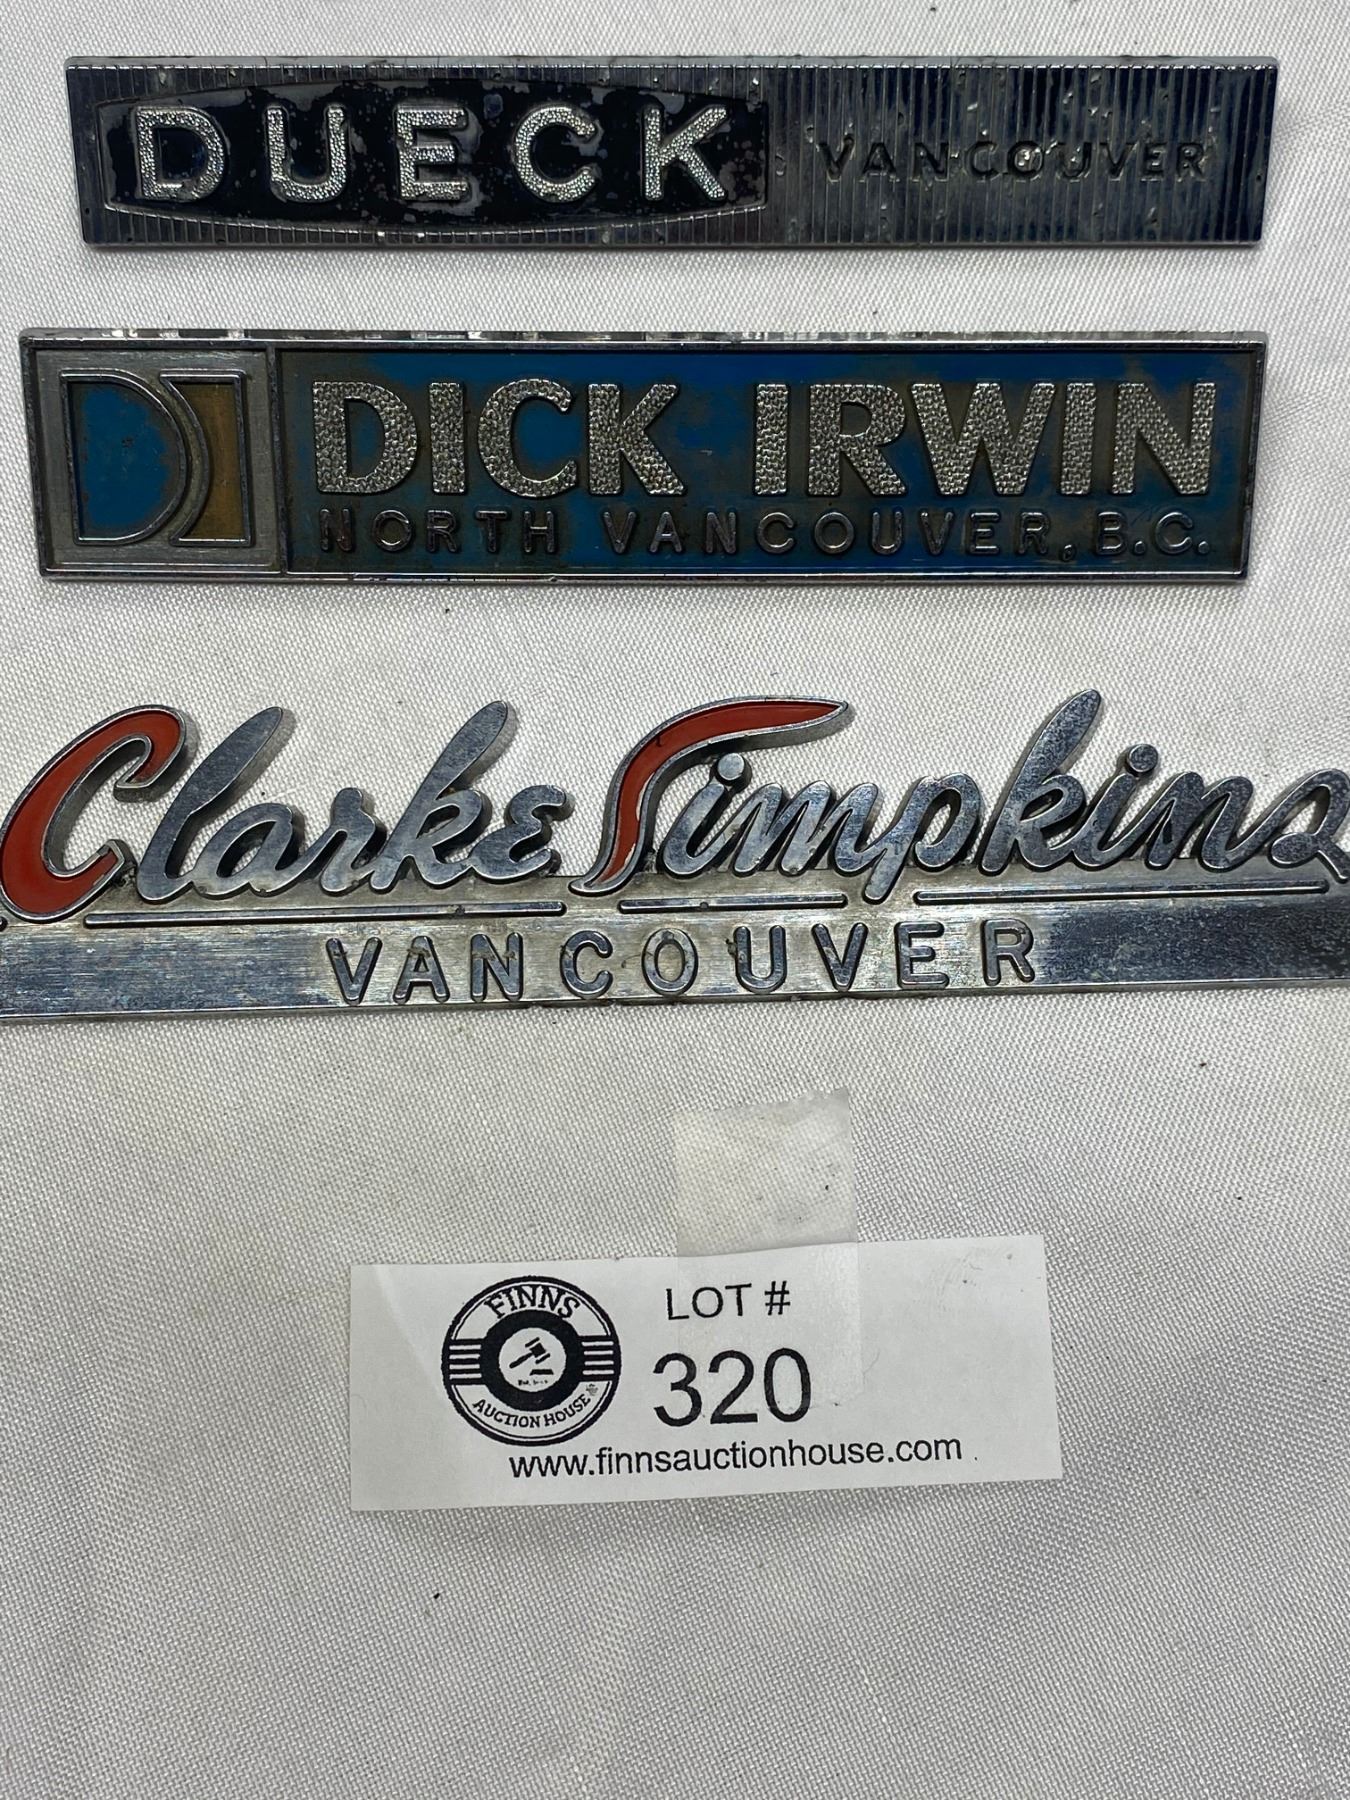 DUECK VANCOUVER
DICK IRWIN
NORTH VANCOUVER, B.C.
Clarke Simpkins
VANCOUVER
FINNS
AUCTION HOUSE
LOT #
320
www.finnsauctionhouse.com